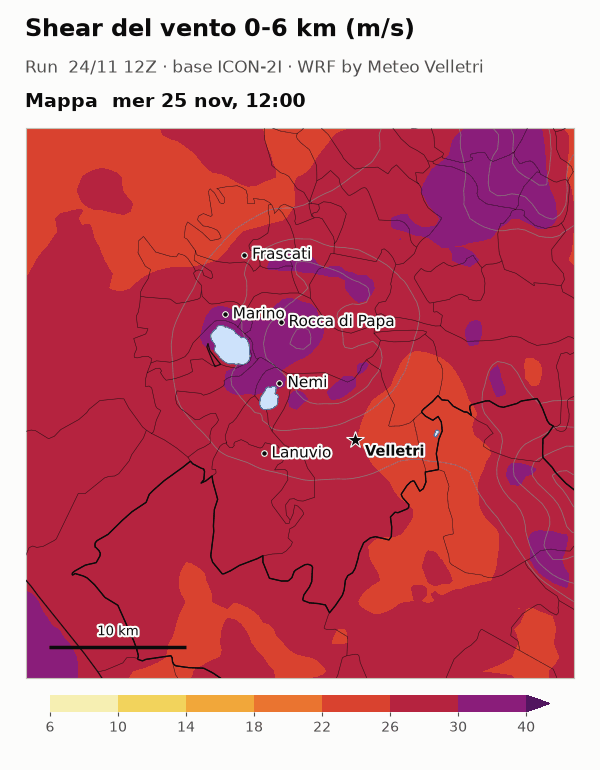 Shear del vento 0-6 km (m/s)
Run 24/11 12Z · base ICON-2I · WRF by Meteo Velletri
Mappa mer 25 nov, 12:00
Frascati
Marino
Rocca di Papa
Nemi
Velletri
Lanuvio
10 km
6 10 14 18 22 26 30 40